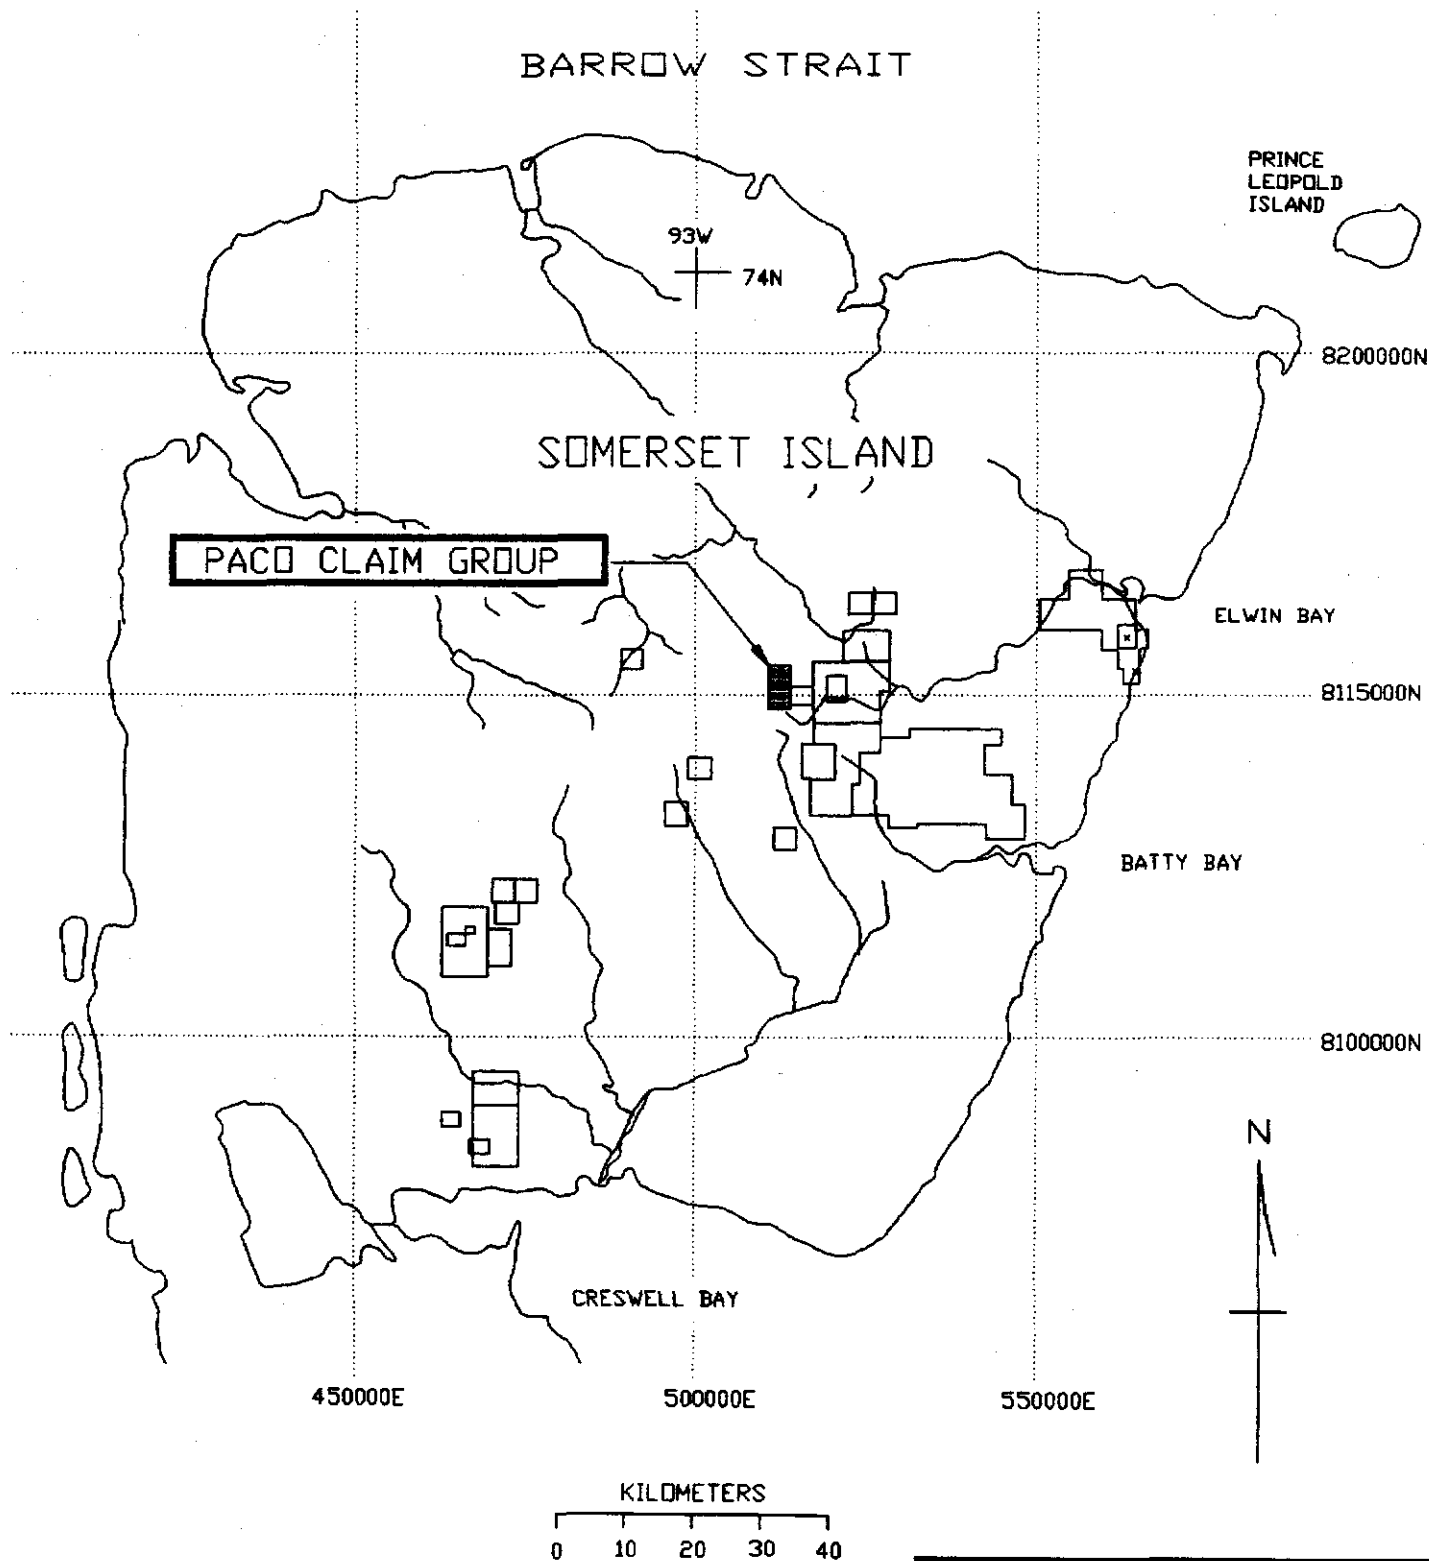 BARROW STRAIT
PRINCE
LEOPOLD
ISLAND
93W
74N
8200000N
SOMERSET ISLAND
PACO CLAIM GROUP
ELWIN BAY
8115000N
BATTY BAY
8100000N
N
CRESWELL BAY
450000E
500000E
550000E
KILOMETERS
0 10 20 30 40